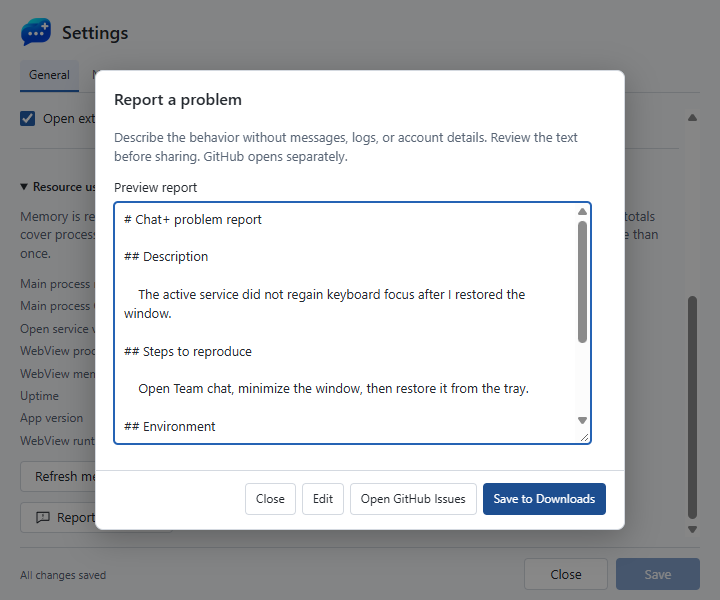 Settings
General
Open ext
Report a problem
Describe the behavior without messages, logs, or account details. Review the text
before sharing. GitHub opens separately.
Preview report
# Chat+ problem report
## Description
The active service did not regain keyboard focus after I restored the
window.
## Steps to reproduce
Open Team chat, minimize the window, then restore it from the tray.
## Environment
Close
Edit
Open GitHub Issues
Save to Downloads
Resource us
Memory is re
totals
cover proces
e than
once.
Main process
Main process
Open service
WebView proc
WebView mem
Uptime
App version
WebView runt
Refresh me
Report
All changes saved
Close
Save